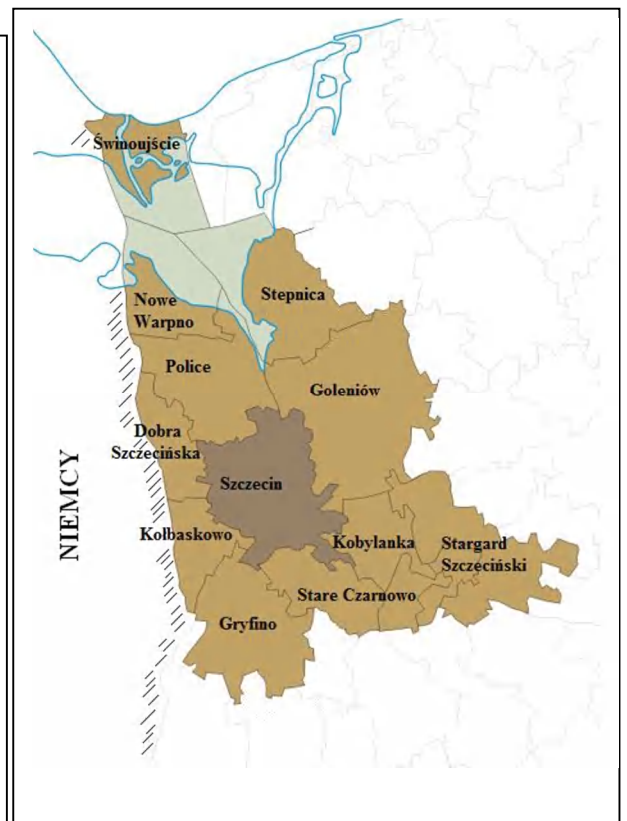 Świnoujście
Nowe
Warpno
Stepnica
Police
Goleniów
Dobra
Szczecińska
Szczecin
NIEMCY
Kołbaskowo
Kobylanka
Stargard
Szczeciński
Stare Czarnowo
Gryfino